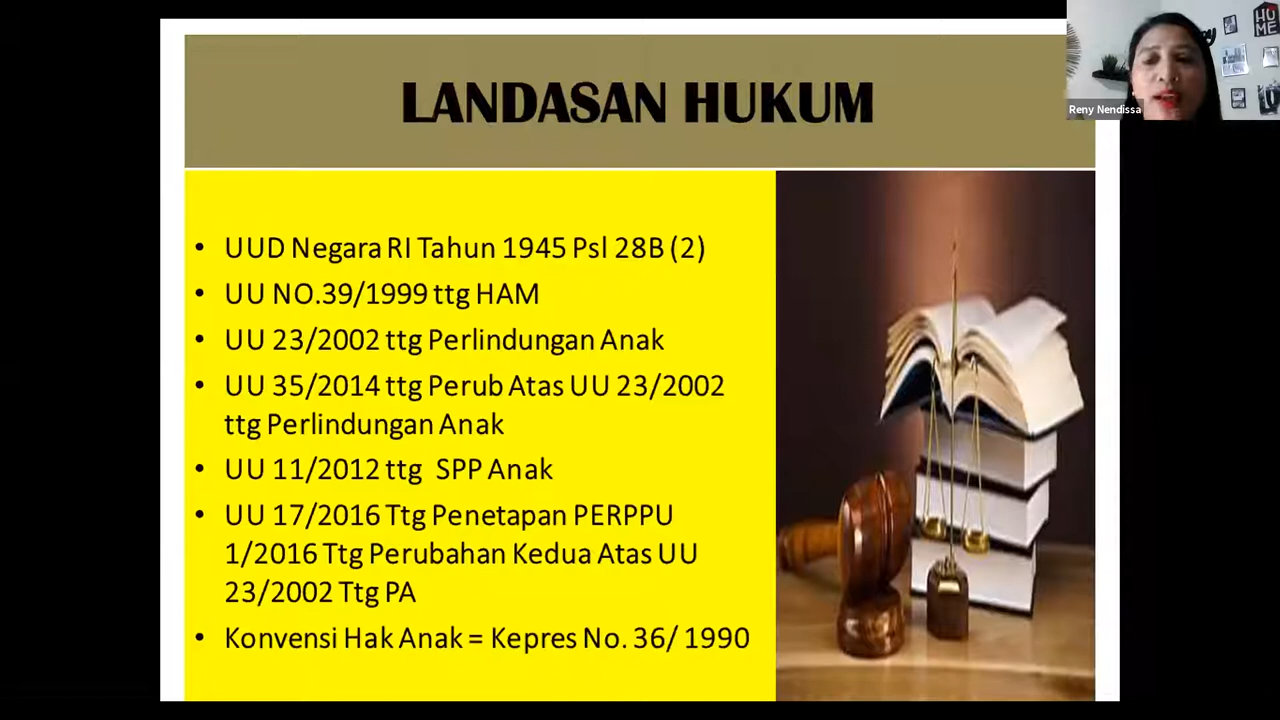 LANDASAN HUKUM
• UUD Negara RI Tahun 1945 Psl 28B (2)
• UU NO.39/1999 ttg HAM
• UU 23/2002 ttg Perlindungan Anak
• UU 35/2014 ttg Perub Atas UU 23/2002
ttg Perlindungan Anak
• UU 11/2012 ttg SPP Anak
• UU 17/2016 Ttg Penetapan PERPPU
1/2016 Ttg Perubahan Kedua Atas UU
23/2002 Ttg PA
• Konvensi Hak Anak = Kepres No. 36/ 1990
Reny Nendissa